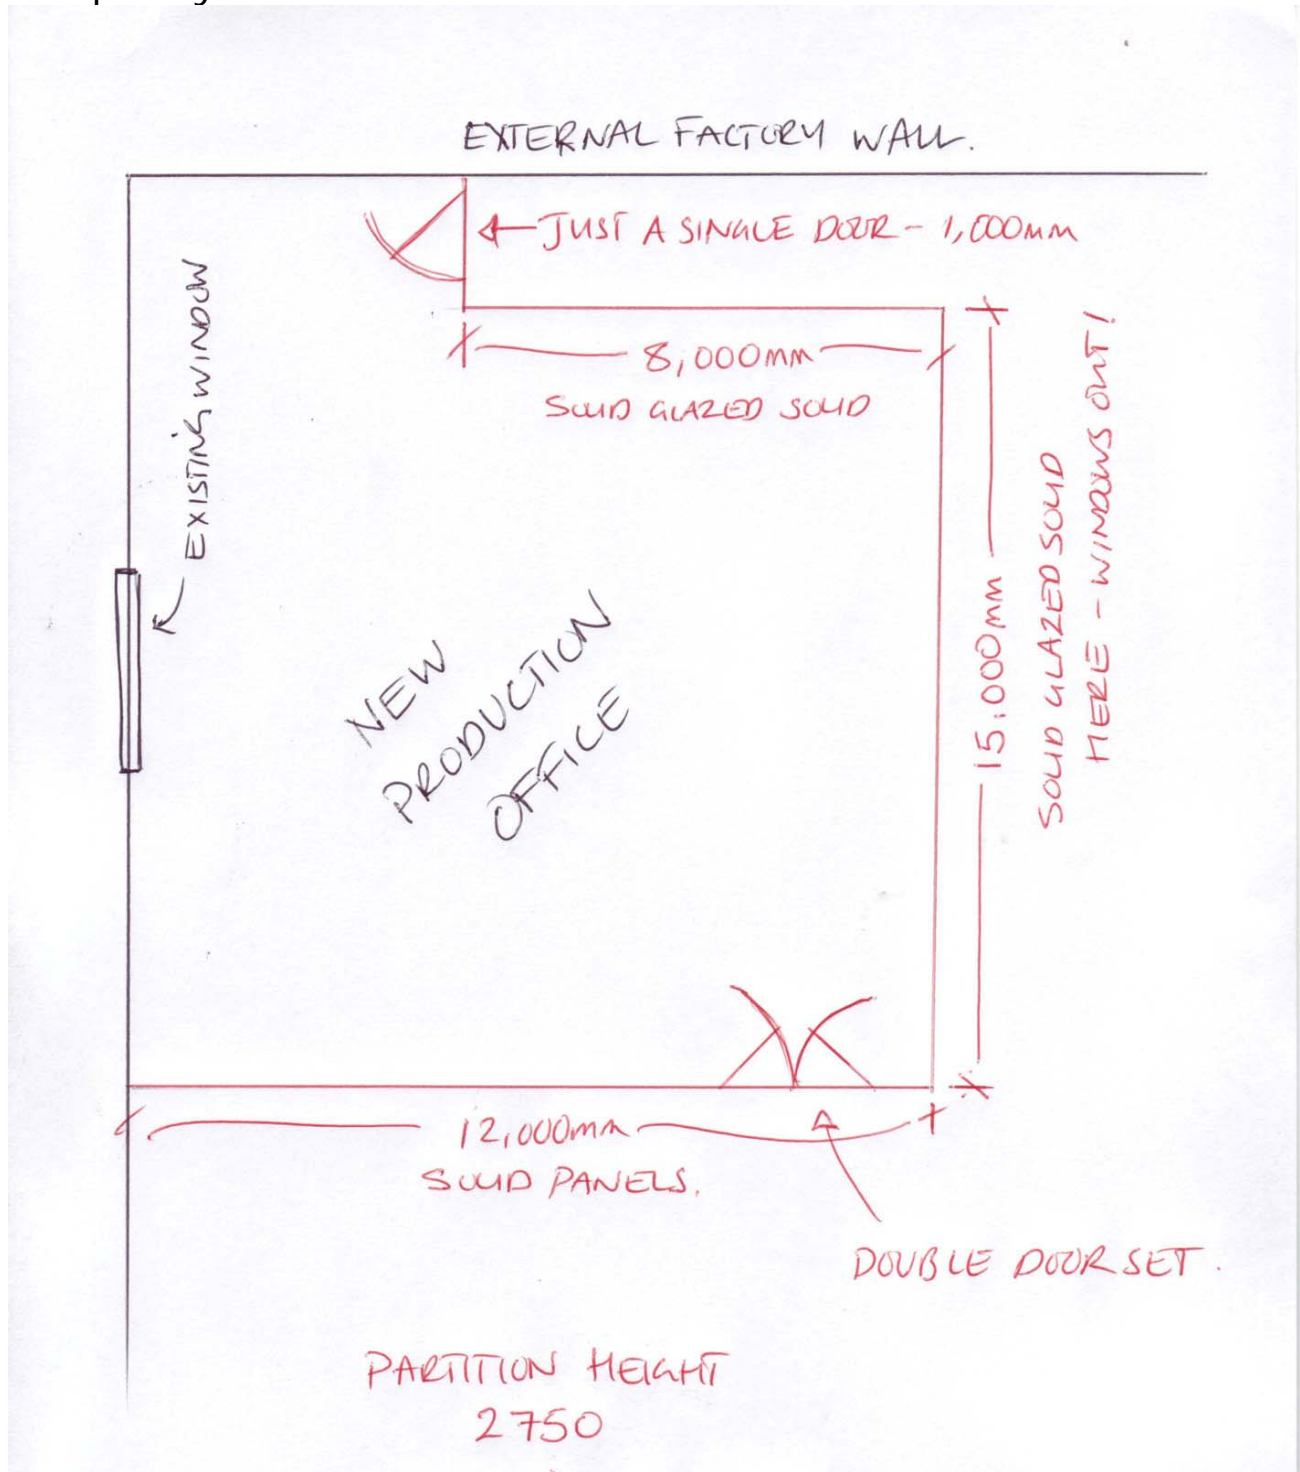 EXTERNAL FACTORY WALL.
JUST A SINGLE DOOR - 1,000mm
EXISTING WINDOW
8,000mm
SOLID GLAZED SOLID
15,000mm
SOLID GLAZED SOLID
HERE - WINDOWS OUT!
NEW
PRODUCTION
OFFICE
12,000mm
SOLID PANELS.
DOUBLE DOOR SET.
PARTITION HEIGHT
2750